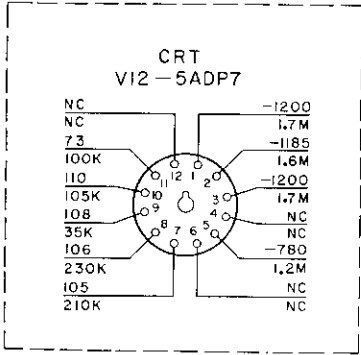 CRT
V12-5ADP7
NC
NC
73
100K
110
105K
108
35K
106
230K
105
210K
12 1
11 2
10 3
9 4
8 5
7 6
-1200
1.7M
-1185
1.6M
-1200
1.7M
NC
NC
-780
1.2M
NC
NC